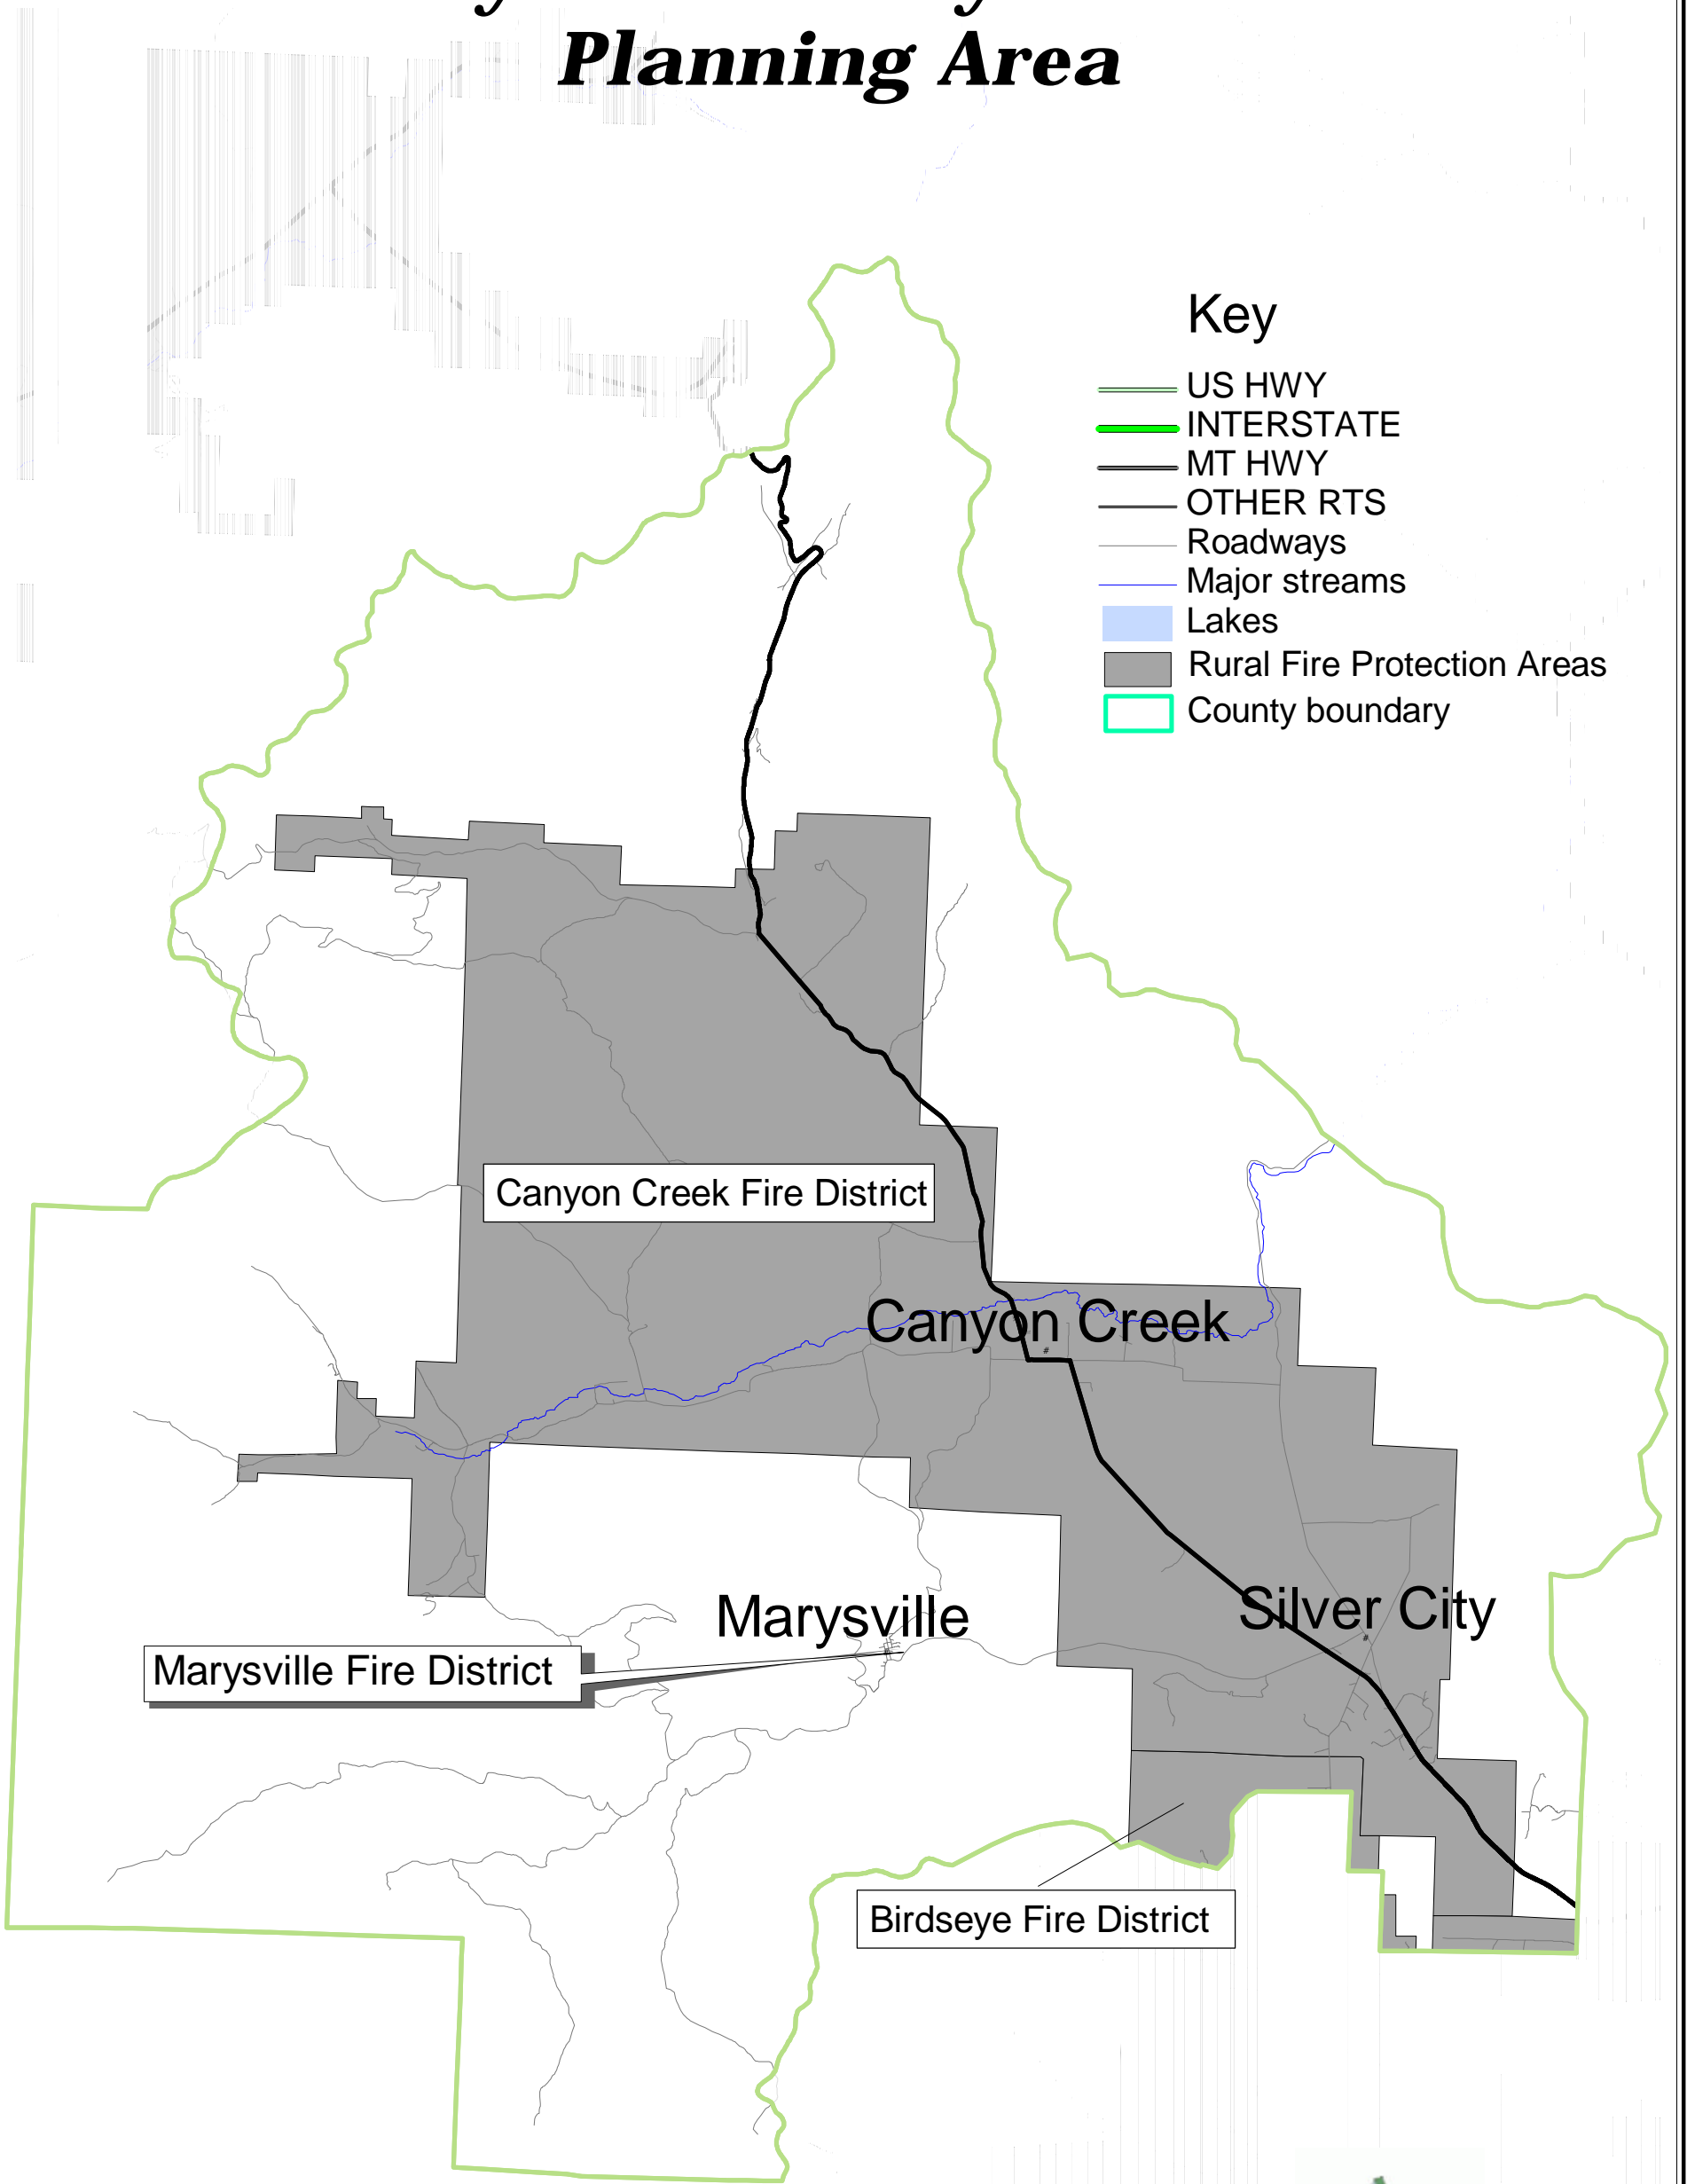 Planning Area
Key
US HWY
INTERSTATE
MT HWY
OTHER RTS
Roadways
Major streams
Lakes
Rural Fire Protection Areas
County boundary
Canyon Creek Fire District
Canyon Creek
#
Marysville
Silver City
#
Marysville Fire District
Birdseye Fire District